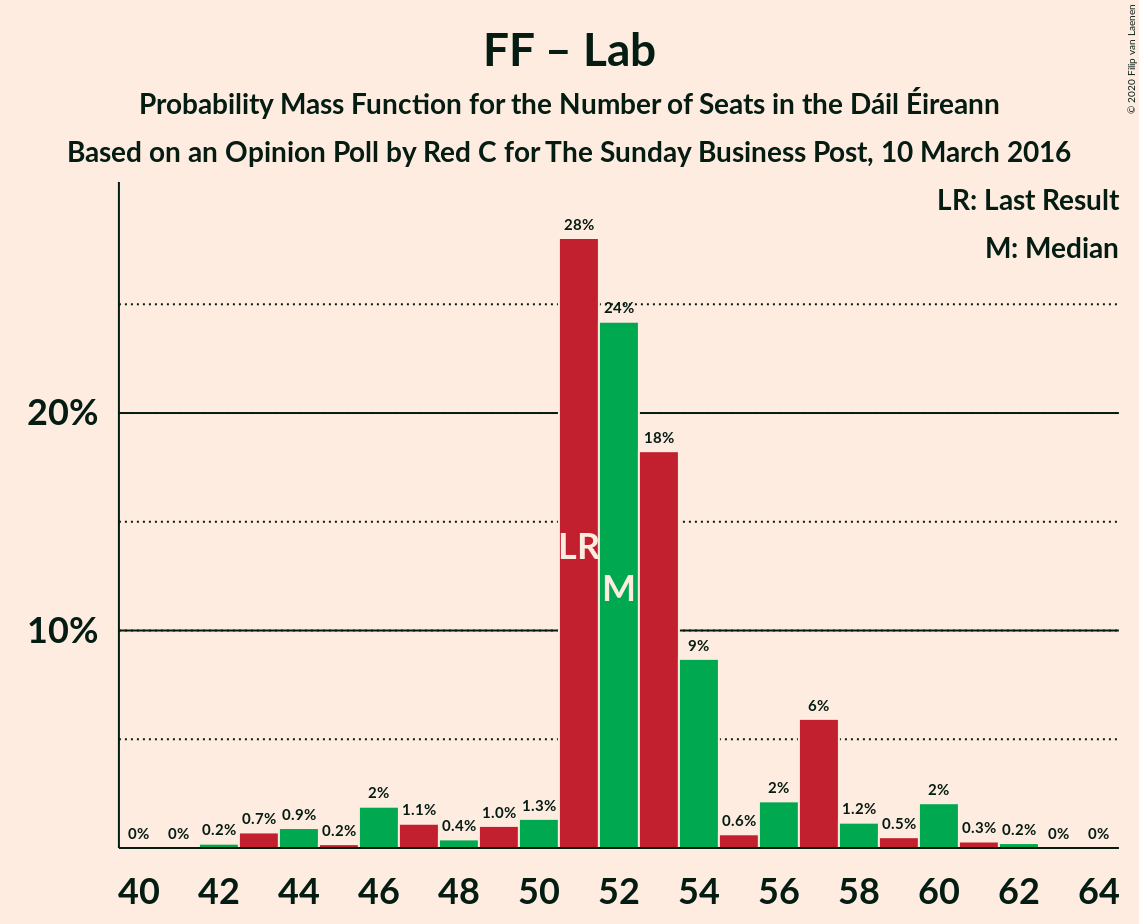 FF – Lab
Probability Mass Function for the Number of Seats in the Dáil Éireann
Based on an Opinion Poll by Red C for The Sunday Business Post, 10 March 2016
© 2020 Filip van Laenen
LR: Last Result
M: Median
20%
10%
0% 0% 0.2% 0.7% 0.9% 0.2% 2% 1.1% 0.4% 1.0% 1.3% 28% 24% 18% 9% 0.6% 2% 6% 1.2% 0.5% 2% 0.3% 0.2% 0% 0%
LR
M
40 42 44 46 48 50 52 54 56 58 60 62 64